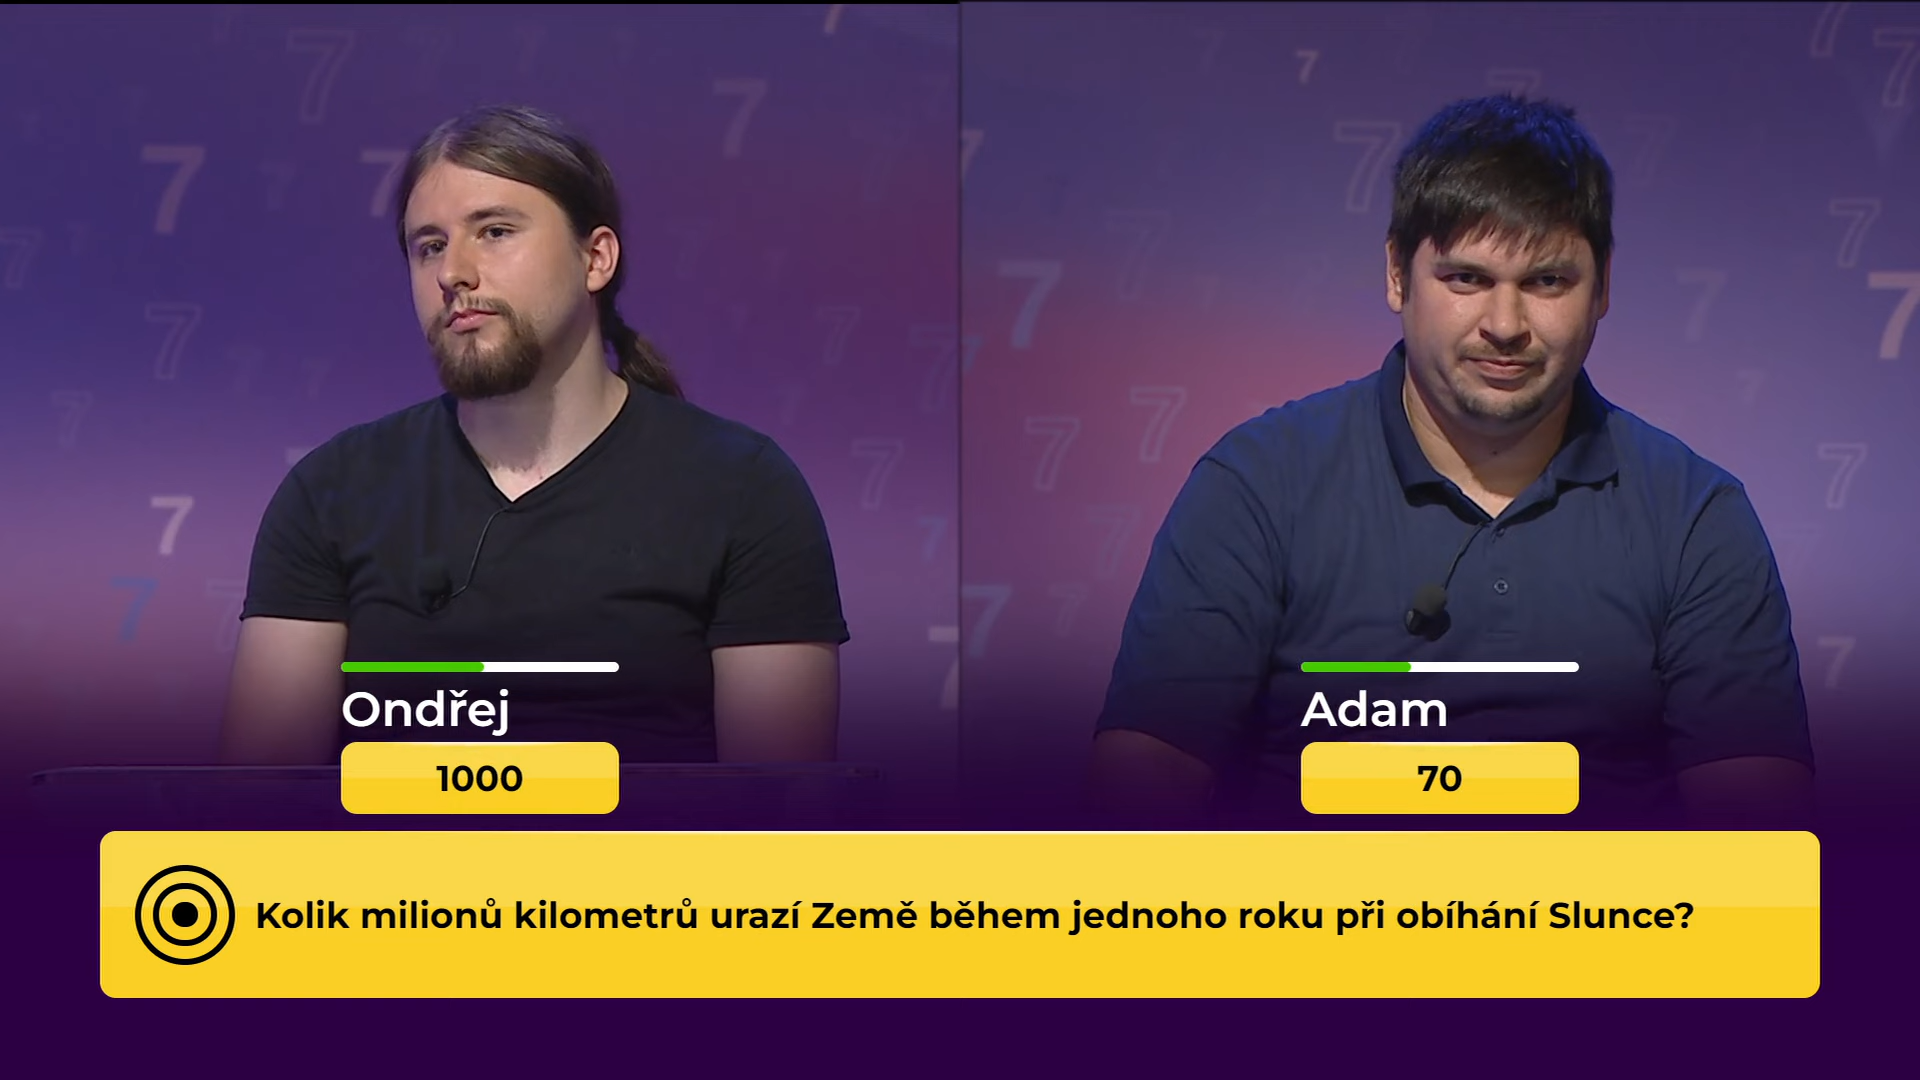 Ondřej
1000
Adam
70
Kolik milionů kilometrů urazí Země během jednoho roku při obíhání Slunce?